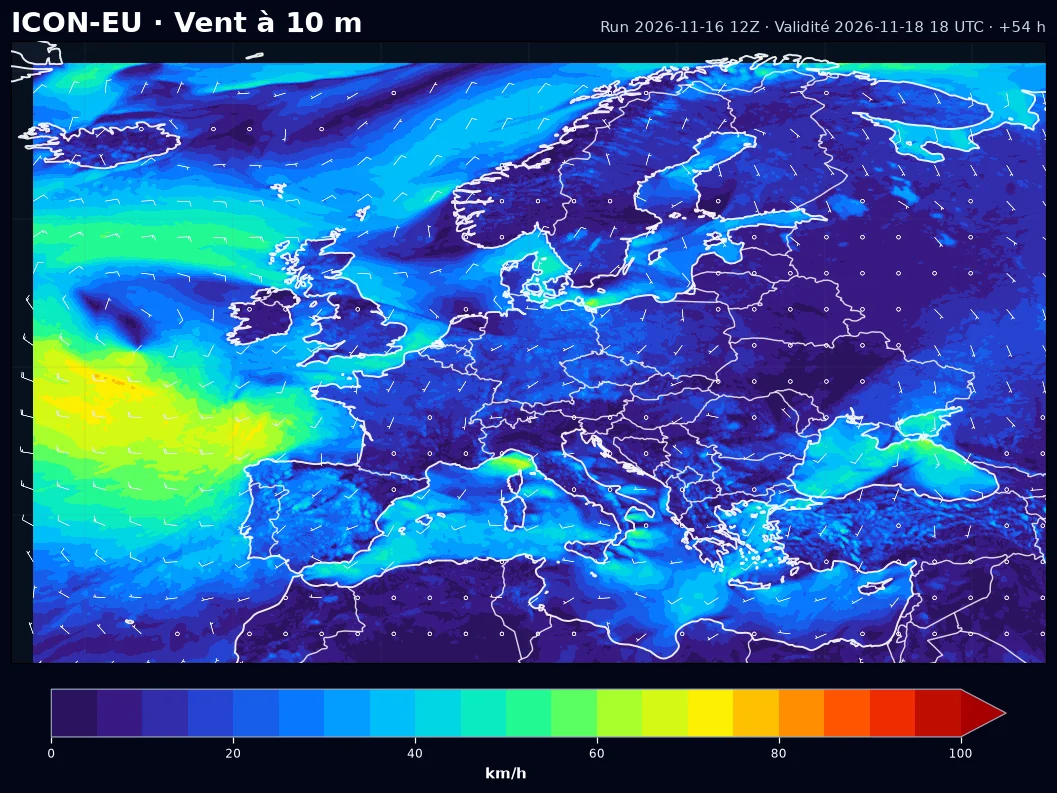 ICON-EU · Vent à 10 m
Run 2026-11-16 12Z · Validité 2026-11-18 18 UTC · +54 h
0 20 40 60 80 100
km/h